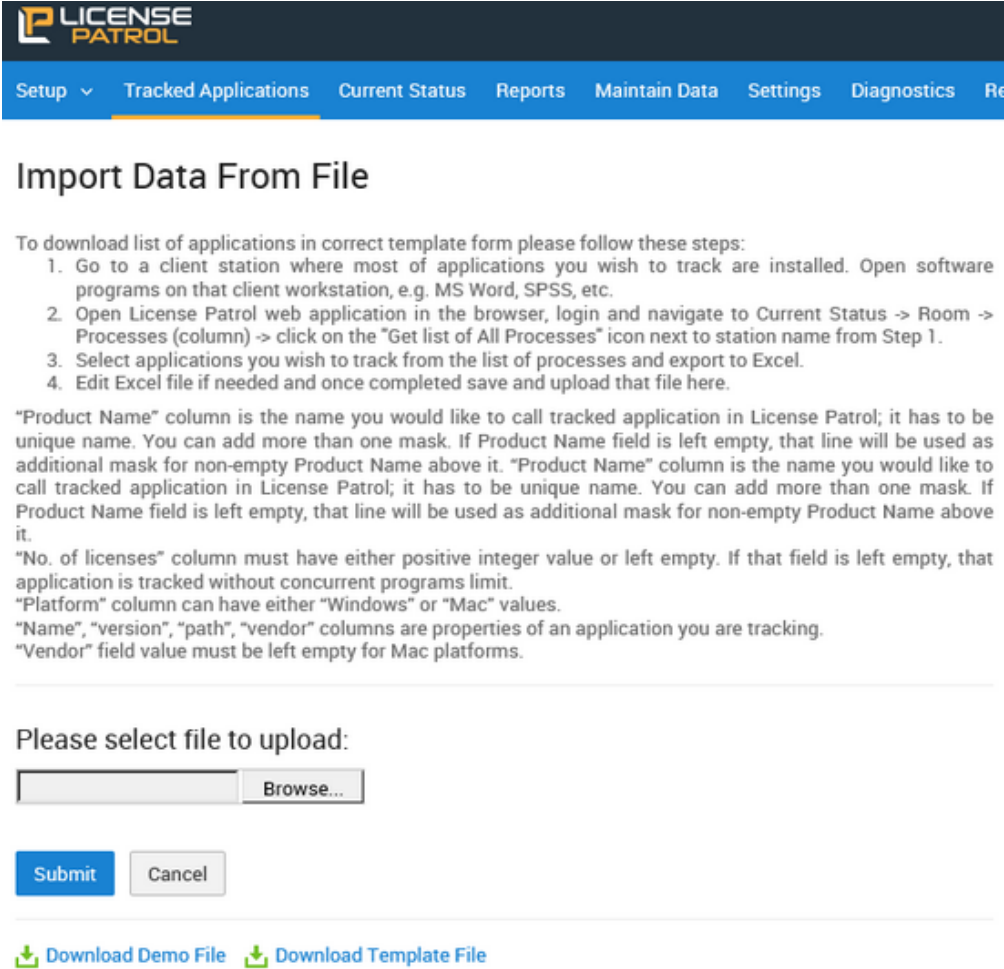 LICENSE
PATROL
Setup Tracked Applications Current Status Reports Maintain Data Settings Diagnostics Re
Import Data From File
To download list of applications in correct template form please follow these steps:
1. Go to a client station where most of applications you wish to track are installed. Open software
programs on that client workstation, e.g. MS Word, SPSS, etc.
2. Open License Patrol web application in the browser, login and navigate to Current Status -> Room ->
Processes (column) -> click on the "Get list of All Processes" icon next to station name from Step 1.
3. Select applications you wish to track from the list of processes and export to Excel.
4. Edit Excel file if needed and once completed save and upload that file here.
“Product Name” column is the name you would like to call tracked application in License Patrol; it has to be
unique name. You can add more than one mask. If Product Name field is left empty, that line will be used as
additional mask for non-empty Product Name above it. “Product Name” column is the name you would like to
call tracked application in License Patrol; it has to be unique name. You can add more than one mask. If
Product Name field is left empty, that line will be used as additional mask for non-empty Product Name above
it.
“No. of licenses” column must have either positive integer value or left empty. If that field is left empty, that
application is tracked without concurrent programs limit.
“Platform” column can have either “Windows” or “Mac” values.
“Name”, “version”, “path”, “vendor” columns are properties of an application you are tracking.
“Vendor” field value must be left empty for Mac platforms.
Please select file to upload:
Browse...
Submit Cancel
Download Demo File Download Template File